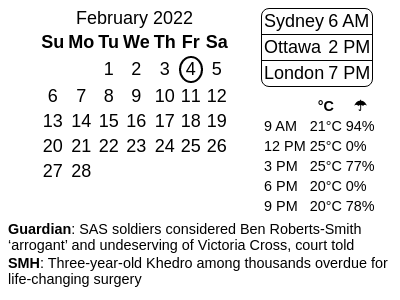 February 2022
Su Mo Tu We Th Fr Sa
1 2 3 4 5
6 7 8 9 10 11 12
13 14 15 16 17 18 19
20 21 22 23 24 25 26
27 28
Sydney 6 AM
Ottawa 2 PM
London 7 PM
°C ☂
9 AM 21°C 94%
12 PM 25°C 0%
3 PM 25°C 77%
6 PM 20°C 0%
9 PM 20°C 78%
Guardian: SAS soldiers considered Ben Roberts-Smith
‘arrogant’ and undeserving of Victoria Cross, court told
SMH: Three-year-old Khedro among thousands overdue for
life-changing surgery